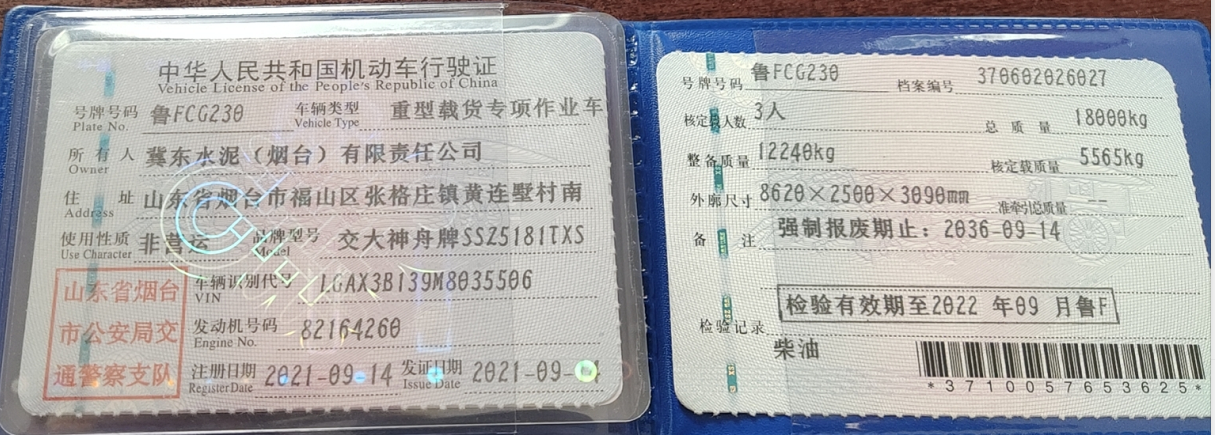 中华人民共和国机动车行驶证
Vehicle License of the People's Republic of China
号牌号码 鲁FCG230 车辆类型 重型载货专项作业车
Plate No. Vehicle Type
所有人 冀东水泥（烟台）有限责任公司
Owner
住址 山东省烟台市福山区张格庄镇黄连墅村南
Address
使用性质 非营运 品牌型号 交大神舟牌SSZ5181TXS
Use Character Model
车辆识别代号 LGAX3B139M8035506
VIN
发动机号码 82164260
Engine No.
注册日期 2021-09-14 发证日期 2021-09-14
Register Date Issue Date
山东省烟台
市公安局交
通警察支队
号牌号码 鲁FCG230 档案编号 370602026027
核定载人数 3人 总质量 18000kg
整备质量 12240kg 核定载质量 5565kg
外廓尺寸 8620×2500×3090mm 准牵引总质量 --
备注 强制报废期止：2036-09-14
检验有效期至2022 年09 月鲁F
检验记录
柴油
*3710057653625*